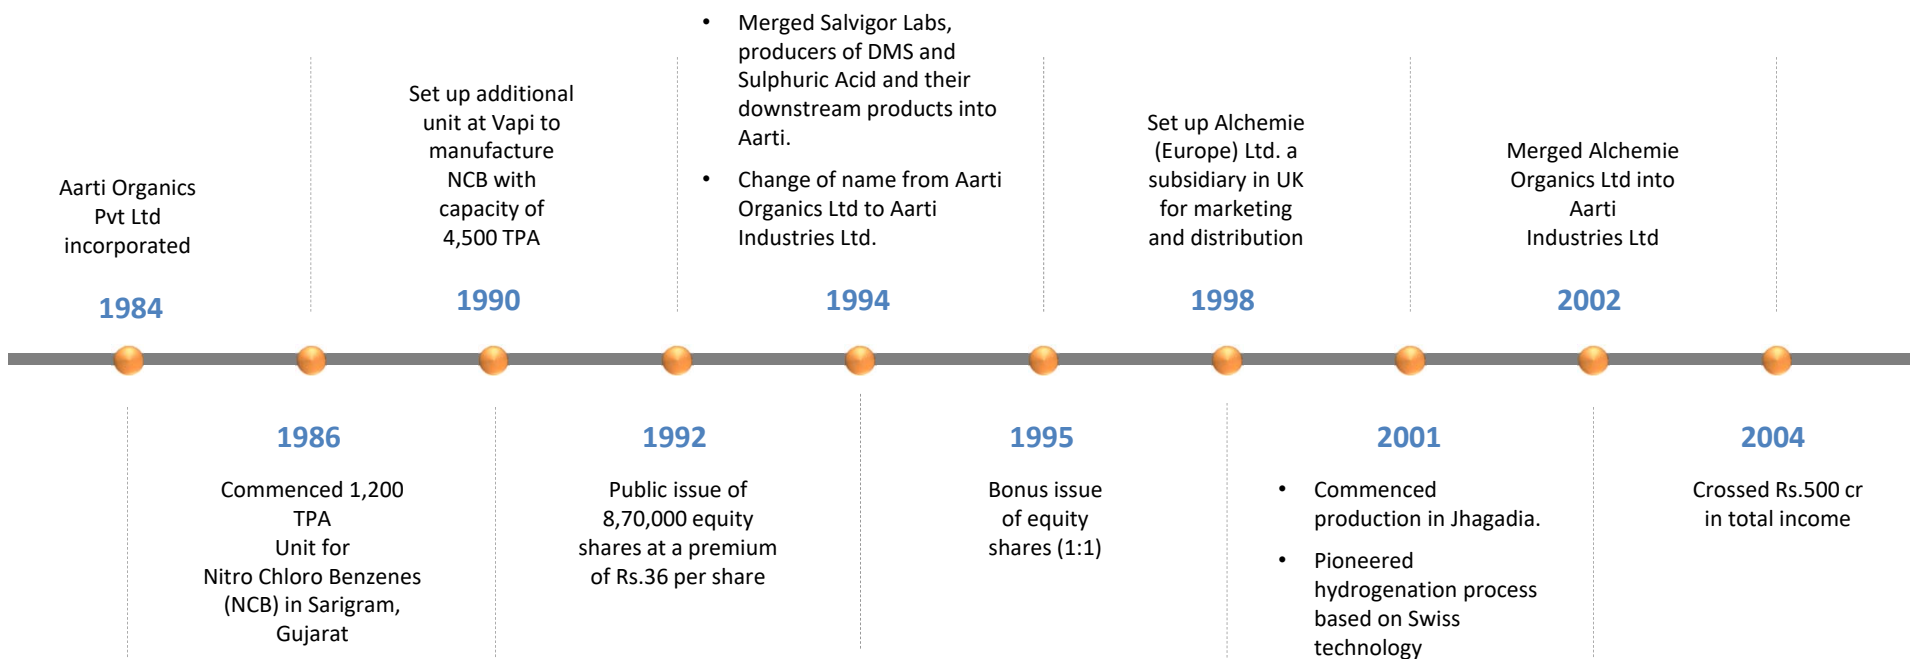 Aarti Organics
Pvt Ltd
incorporated
1984
Set up additional
unit at Vapi to
manufacture
NCB with
capacity of
4,500 TPA
1990
• Merged Salvigor Labs,
producers of DMS and
Sulphuric Acid and their
downstream products into
Aarti.
• Change of name from Aarti
Organics Ltd to Aarti
Industries Ltd.
1994
Set up Alchemie
(Europe) Ltd. a
subsidiary in UK
for marketing
and distribution
1998
Merged Alchemie
Organics Ltd into
Aarti
Industries Ltd
2002
1986
Commenced 1,200
TPA
Unit for
Nitro Chloro Benzenes
(NCB) in Sarigram,
Gujarat
1992
Public issue of
8,70,000 equity
shares at a premium
of Rs.36 per share
1995
Bonus issue
of equity
shares (1:1)
2001
• Commenced
production in Jhagadia.
• Pioneered
hydrogenation process
based on Swiss
technology
2004
Crossed Rs.500 cr
in total income